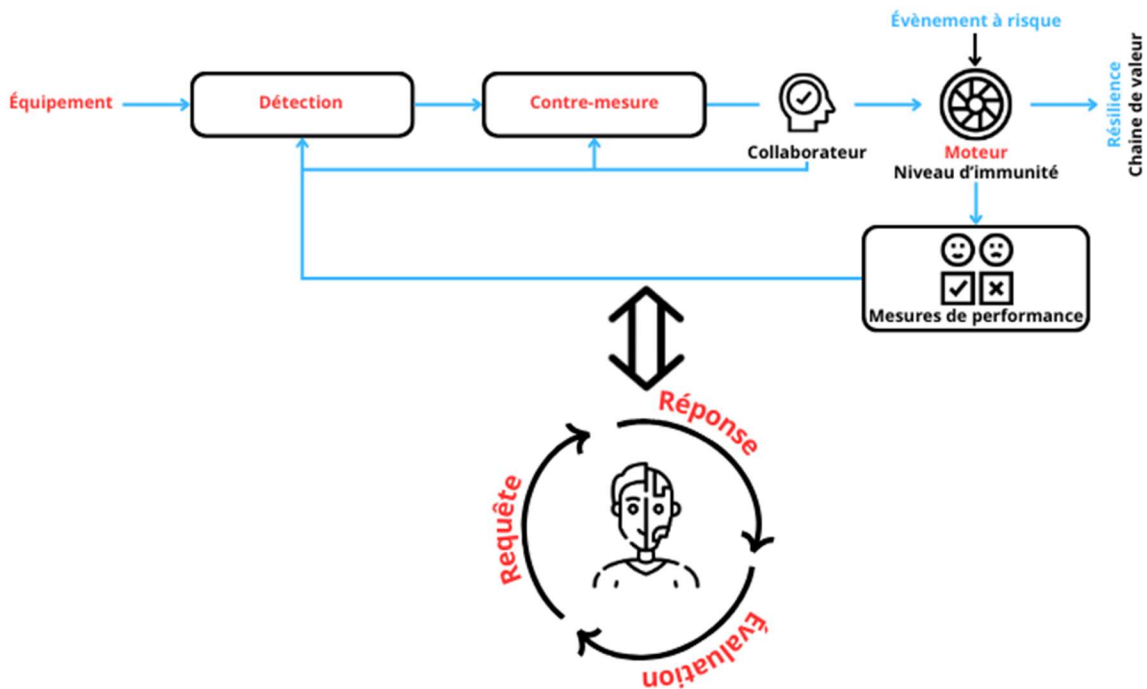 Évènement à risque
Équipement
Détection
Contre-mesure
Collaborateur
Moteur
Niveau d'immunité
Résilience
Chaine de valeur
Mesures de performance
Réponse
Requête
Évaluation